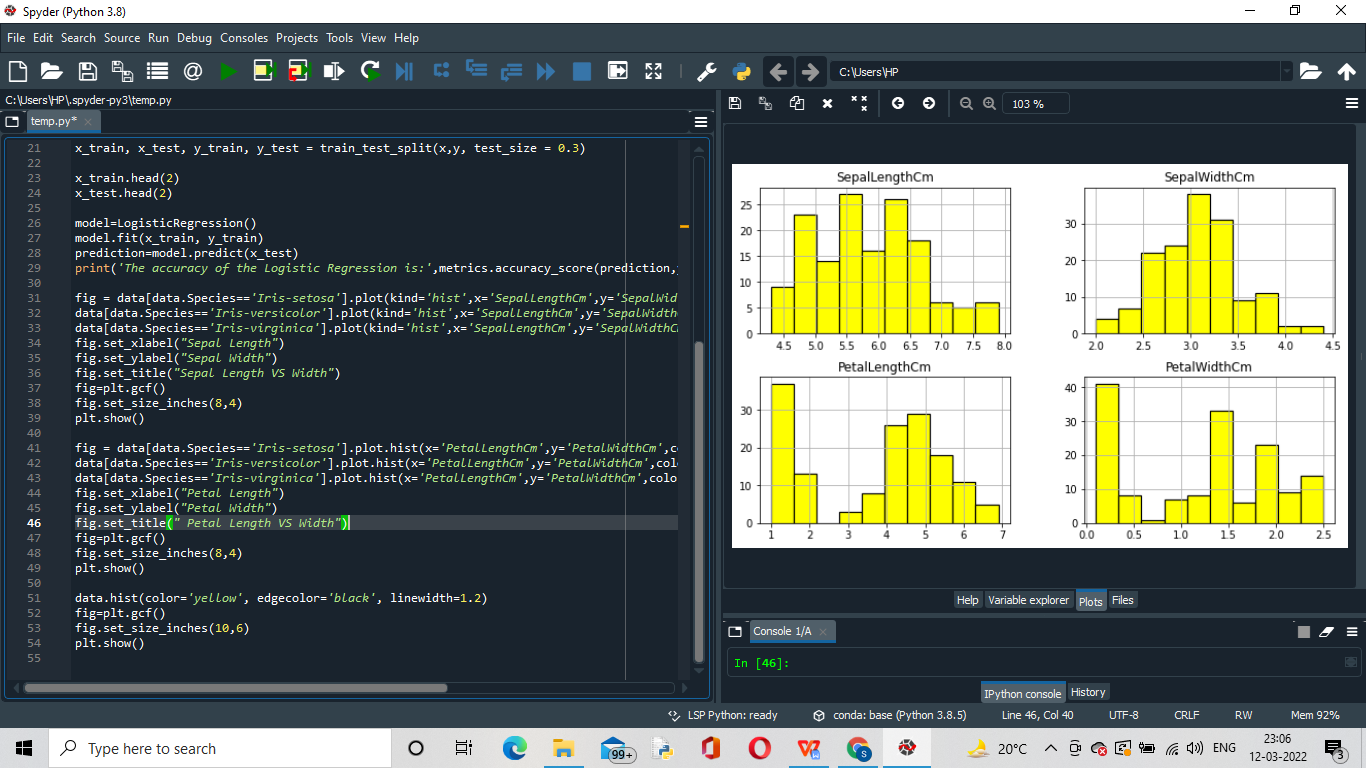 Spyder (Python 3.8)
File Edit Search Source Run Debug Consoles Projects Tools View Help
C:\Users\HP
C:\Users\HP\.spyder-py3\temp.py
temp.py*
21 x_train, x_test, y_train, y_test = train_test_split(x,y, test_size = 0.3)
22
23 x_train.head(2)
24 x_test.head(2)
25
26 model=LogisticRegression()
27 model.fit(x_train, y_train)
28 prediction=model.predict(x_test)
29 print('The accuracy of the Logistic Regression is:',metrics.accuracy_score(prediction,
30
31 fig = data[data.Species=='Iris-setosa'].plot(kind='hist',x='SepalLengthCm',y='SepalWid
32 data[data.Species=='Iris-versicolor'].plot(kind='hist',x='SepalLengthCm',y='SepalWidth
33 data[data.Species=='Iris-virginica'].plot(kind='hist',x='SepalLengthCm',y='SepalWidthC
34 fig.set_xlabel("Sepal Length")
35 fig.set_ylabel("Sepal Width")
36 fig.set_title("Sepal Length VS Width")
37 fig=plt.gcf()
38 fig.set_size_inches(8,4)
39 plt.show()
40
41 fig = data[data.Species=='Iris-setosa'].plot.hist(x='PetalLengthCm',y='PetalWidthCm',co
42 data[data.Species=='Iris-versicolor'].plot.hist(x='PetalLengthCm',y='PetalWidthCm',colo
43 data[data.Species=='Iris-virginica'].plot.hist(x='PetalLengthCm',y='PetalWidthCm',colo
44 fig.set_xlabel("Petal Length")
45 fig.set_ylabel("Petal Width")
46 fig.set_title(" Petal Length VS Width")
47 fig=plt.gcf()
48 fig.set_size_inches(8,4)
49 plt.show()
50
51 data.hist(color='yellow', edgecolor='black', linewidth=1.2)
52 fig=plt.gcf()
53 fig.set_size_inches(10,6)
54 plt.show()
55
103 %
SepalLengthCm
25
20
15
10
5
0
4.5 5.0 5.5 6.0 6.5 7.0 7.5 8.0
SepalWidthCm
30
20
10
0
2.0 2.5 3.0 3.5 4.0 4.5
PetalLengthCm
30
20
10
0
1 2 3 4 5 6 7
PetalWidthCm
40
30
20
10
0
0.0 0.5 1.0 1.5 2.0 2.5
Help Variable explorer Plots Files
Console 1/A
In [46]:
IPython console History
LSP Python: ready conda: base (Python 3.8.5) Line 46, Col 40 UTF-8 CRLF RW Mem 92%
Type here to search
99+
S
20°C
ENG
23:06
12-03-2022
3